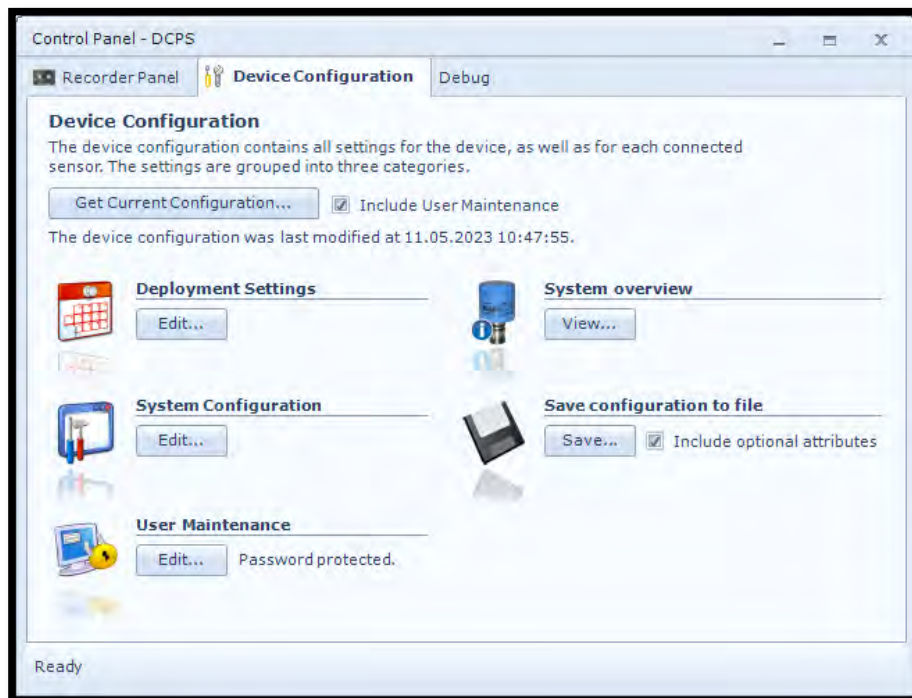 Control Panel - DCPS
Recorder Panel
Device Configuration
Debug
Device Configuration
The device configuration contains all settings for the device, as well as for each connected
sensor. The settings are grouped into three categories.
Get Current Configuration...
Include User Maintenance
The device configuration was last modified at 11.05.2023 10:47:55.
Deployment Settings
Edit...
System overview
View...
System Configuration
Edit...
Save configuration to file
Save...
Include optional attributes
User Maintenance
Edit...
Password protected.
Ready